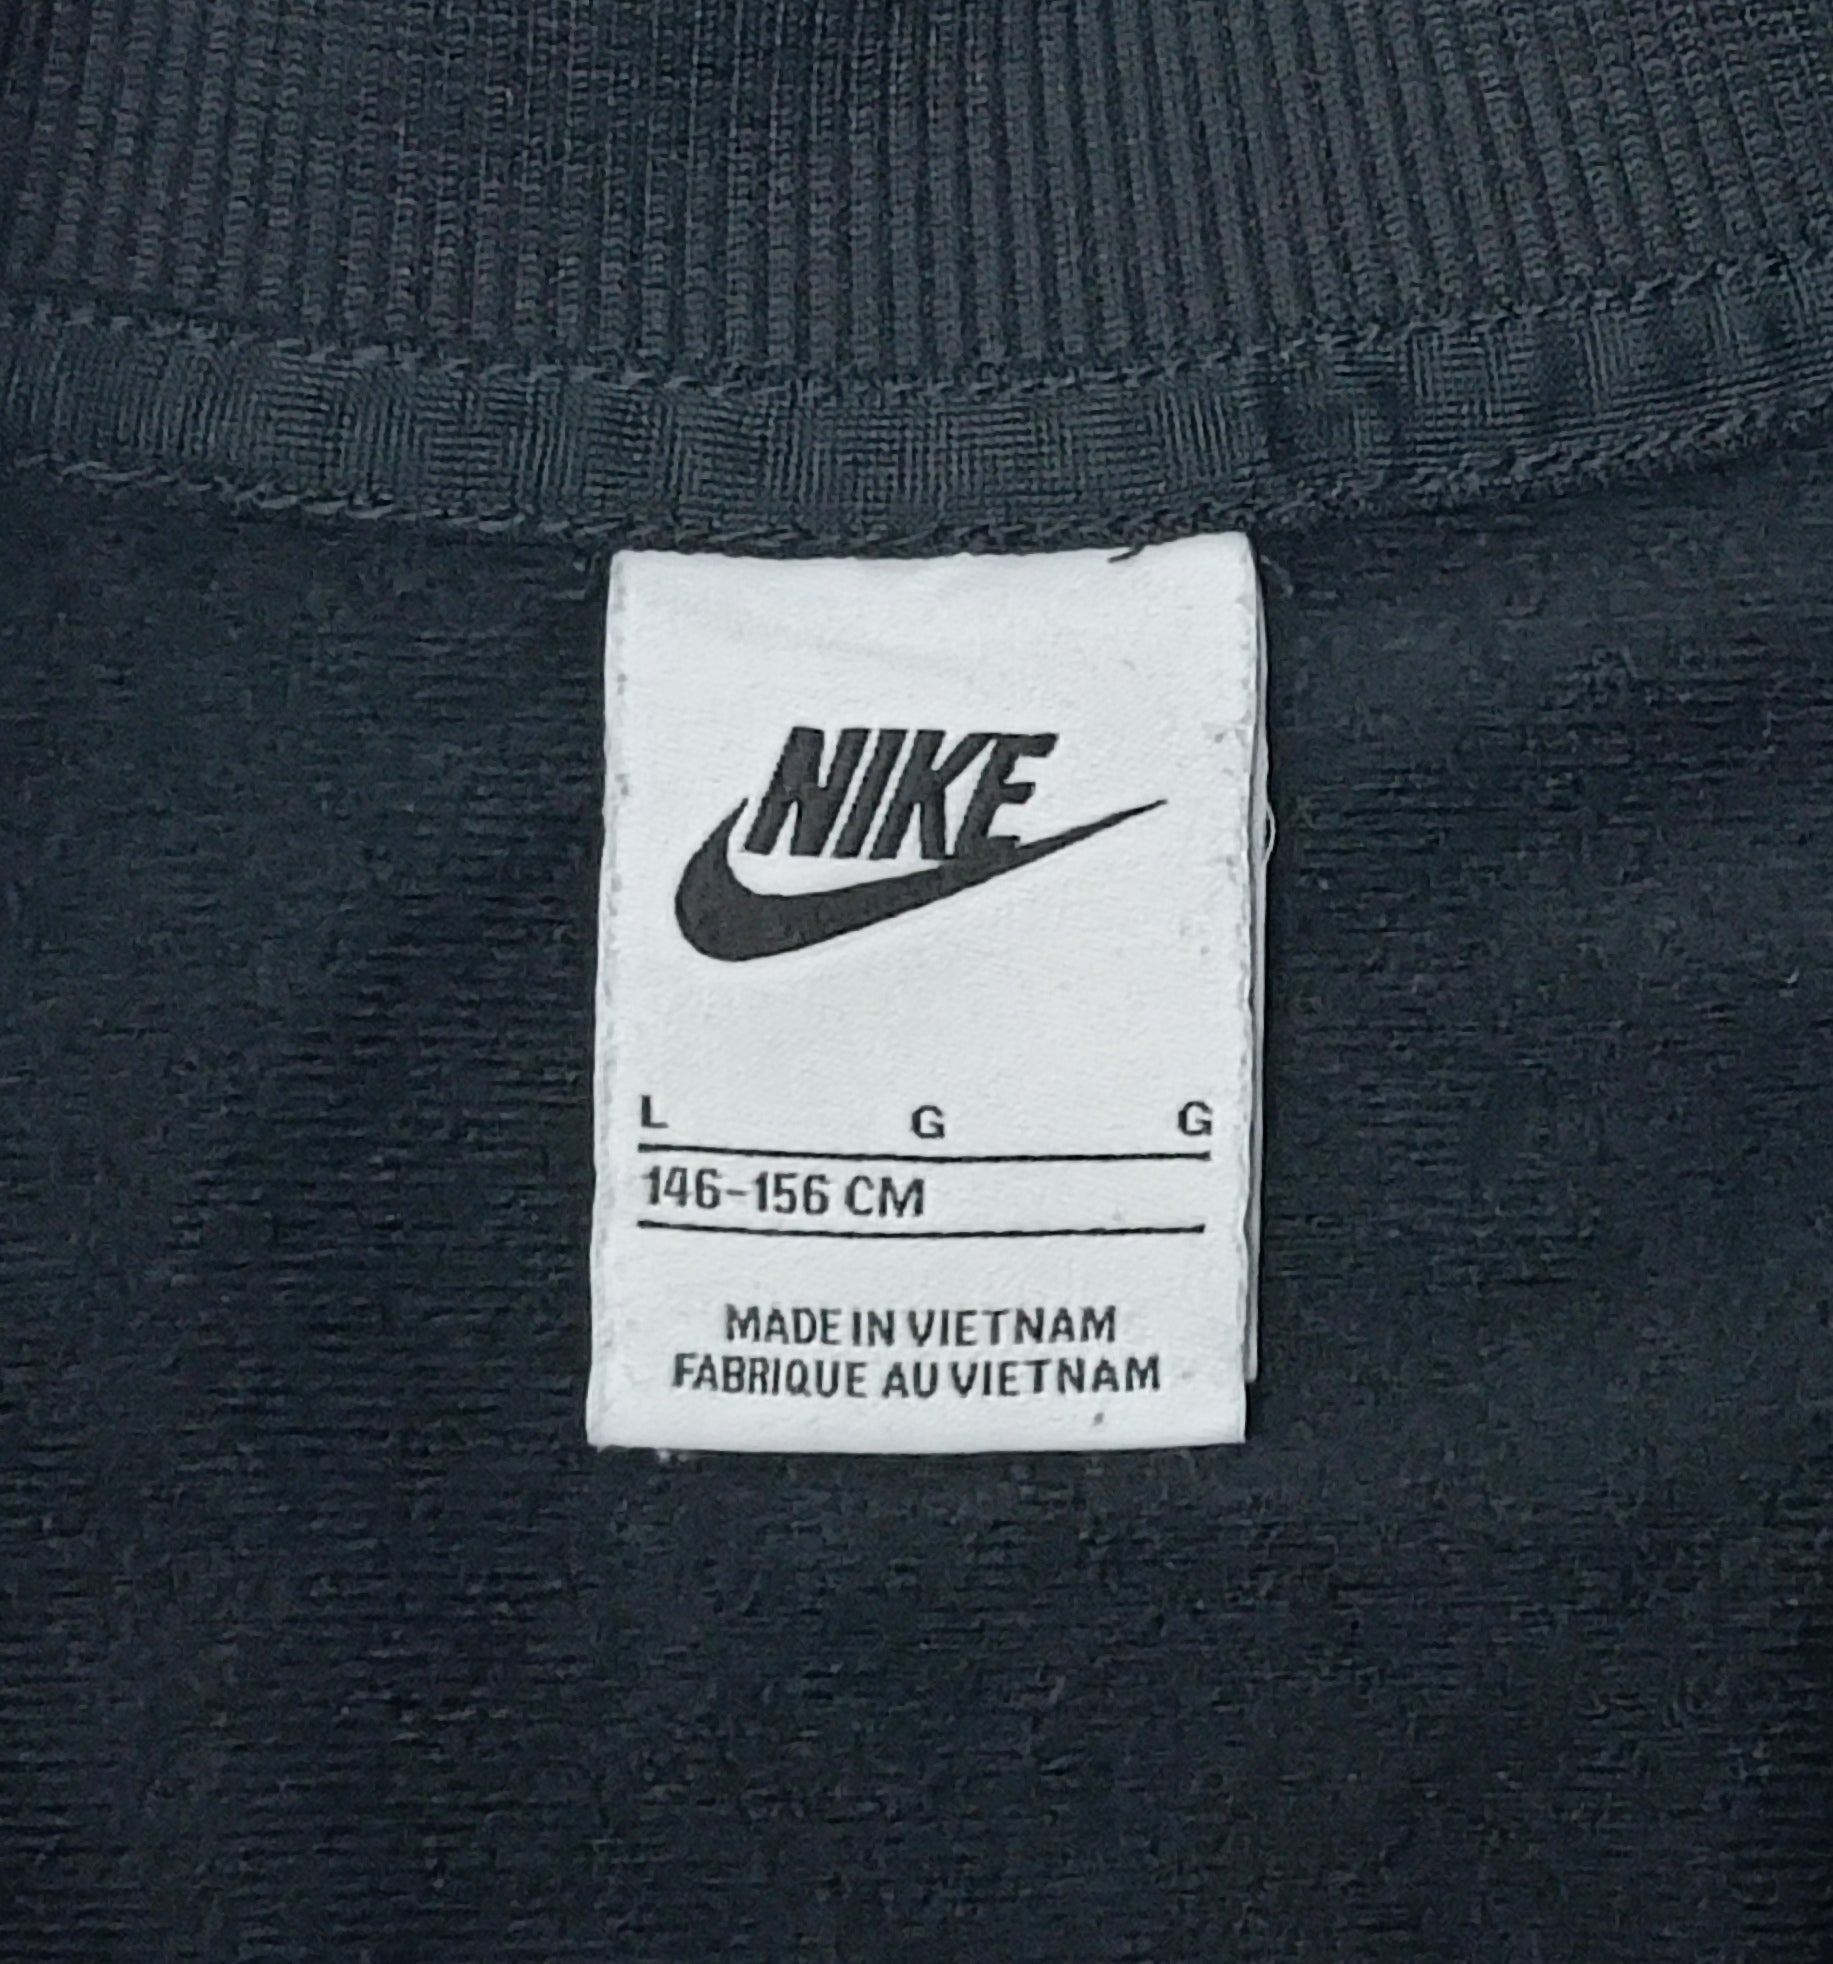 NIKE
L G G
146-156 CM
MADE IN VIETNAM
FABRIQUE AU VIETNAM